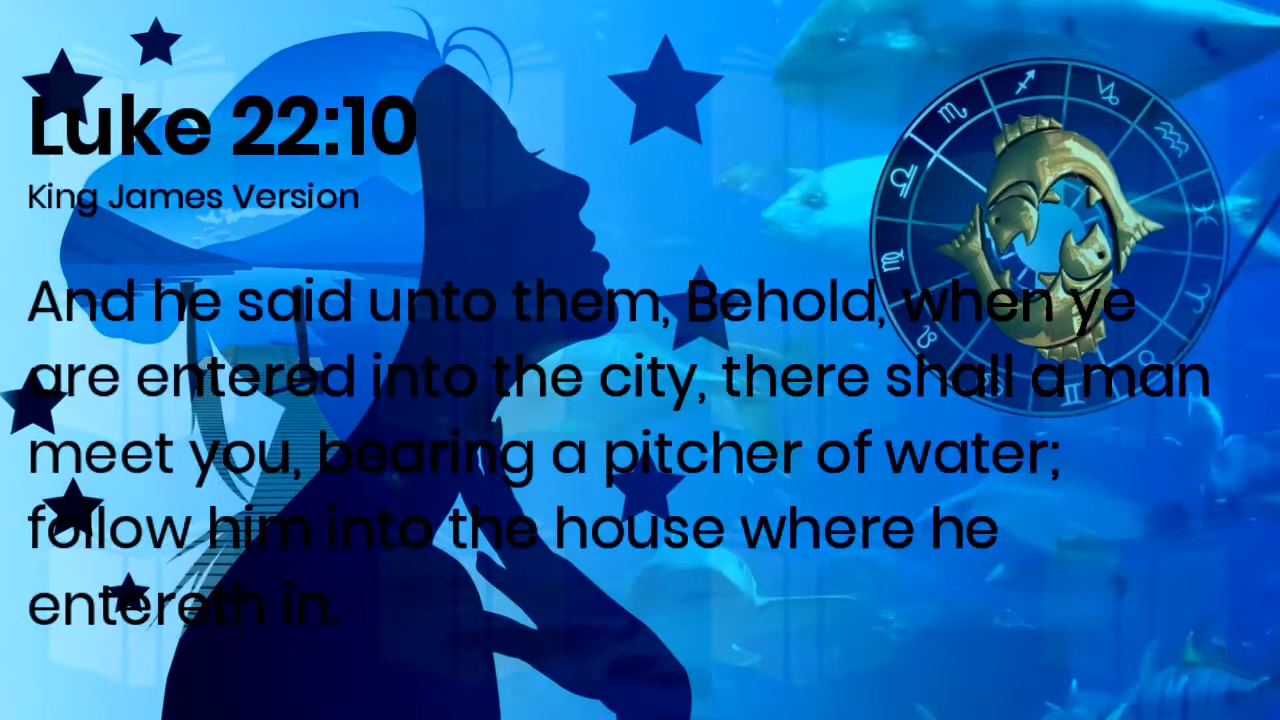 Luke 22:10
King James Version
And he said unto them, Behold, when ye
are entered into the city, there shall a man
meet you, bearing a pitcher of water;
follow him into the house where he
entereth in.